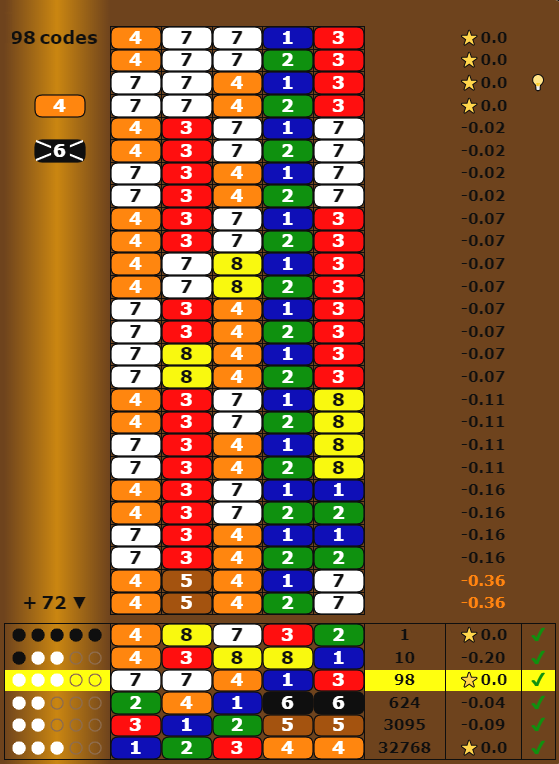 98 codes 4 7 7 1 3 0.0
4 7 7 2 3 0.0
7 7 4 1 3 0.0
4 7 7 4 2 3 0.0
4 3 7 1 7 -0.02
6 4 3 7 2 7 -0.02
7 3 4 1 7 -0.02
7 3 4 2 7 -0.02
4 3 7 1 3 -0.07
4 3 7 2 3 -0.07
4 7 8 1 3 -0.07
4 7 8 2 3 -0.07
7 3 4 1 3 -0.07
7 3 4 2 3 -0.07
7 8 4 1 3 -0.07
7 8 4 2 3 -0.07
4 3 7 1 8 -0.11
4 3 7 2 8 -0.11
7 3 4 1 8 -0.11
7 3 4 2 8 -0.11
4 3 7 1 1 -0.16
4 3 7 2 2 -0.16
7 3 4 1 1 -0.16
7 3 4 2 2 -0.16
4 5 4 1 7 -0.36
+ 72 ▼ 4 5 4 2 7 -0.36
4 8 7 3 2 1 0.0
4 3 8 8 1 10 -0.20
7 7 4 1 3 98 0.0
2 4 1 6 6 624 -0.04
3 1 2 5 5 3095 -0.09
1 2 3 4 4 32768 0.0